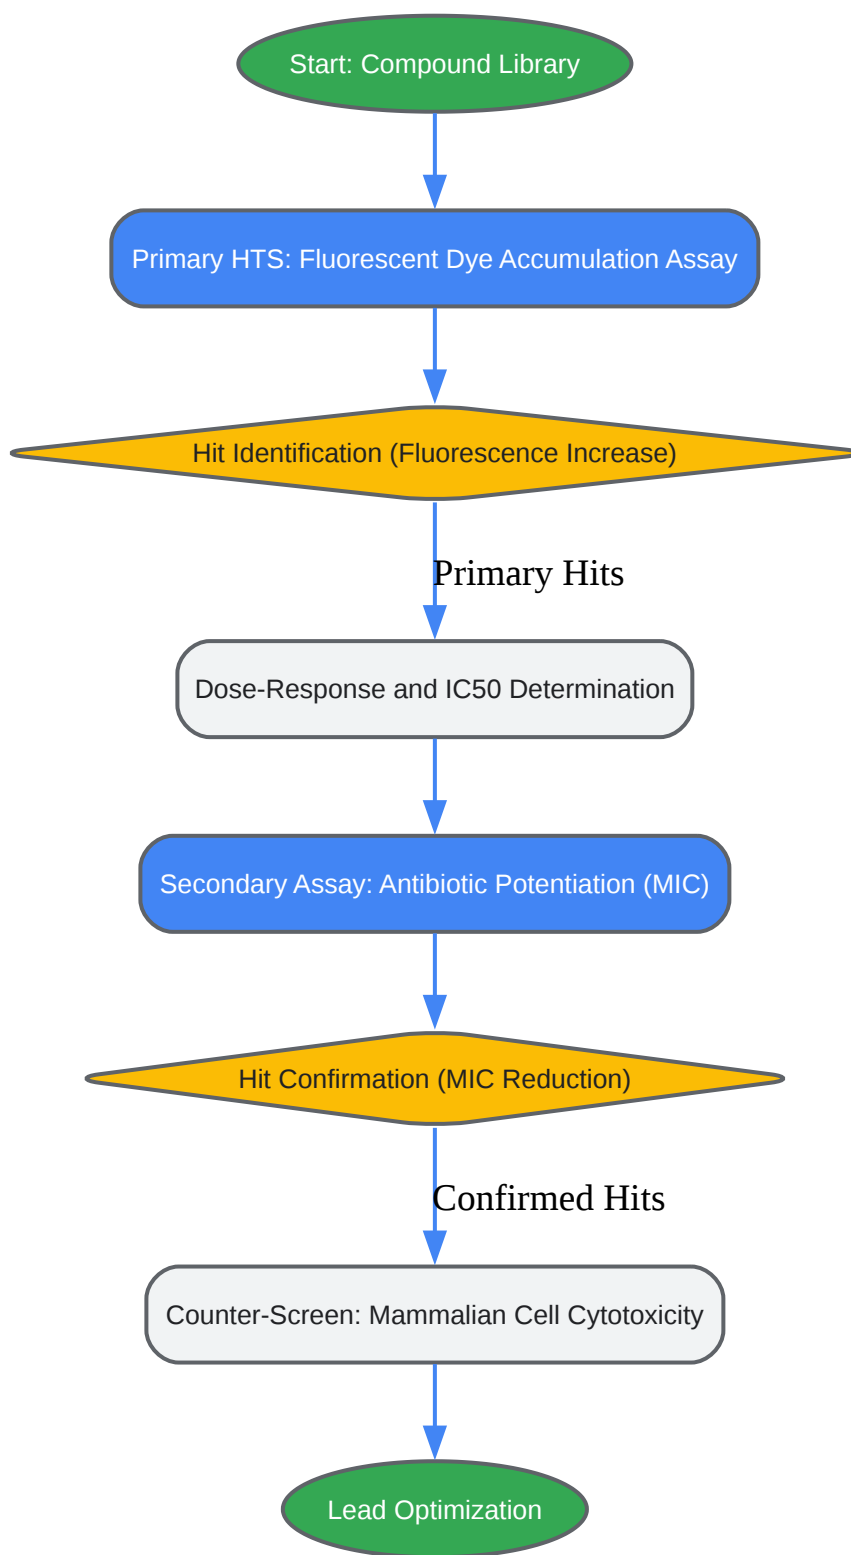 Start: Compound Library
Primary HTS: Fluorescent Dye Accumulation Assay
Hit Identification (Fluorescence Increase)
Primary Hits
Dose-Response and IC50 Determination
Secondary Assay: Antibiotic Potentiation (MIC)
Hit Confirmation (MIC Reduction)
Confirmed Hits
Counter-Screen: Mammalian Cell Cytotoxicity
Lead Optimization